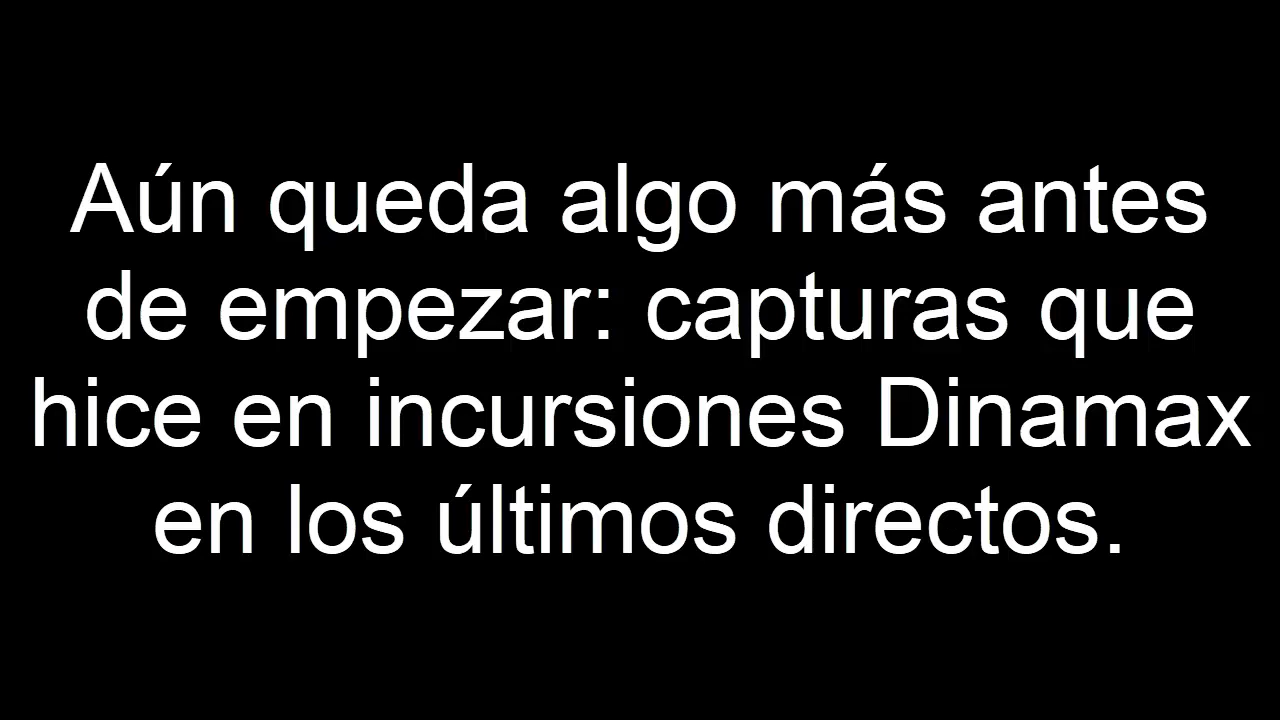 Aún queda algo más antes
de empezar: capturas que
hice en incursiones Dinamax
en los últimos directos.